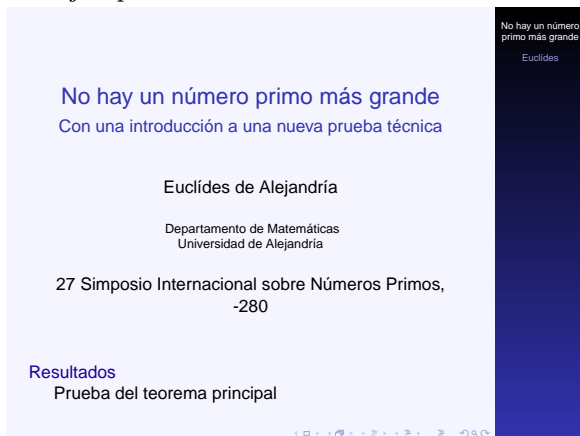 No hay un número primo más grande
Con una introducción a una nueva prueba técnica
Euclídes de Alejandría
Departamento de Matemáticas
Universidad de Alejandría
27 Simposio Internacional sobre Números Primos,
-280
Resultados
Prueba del teorema principal
No hay un número
primo más grande
Euclídes